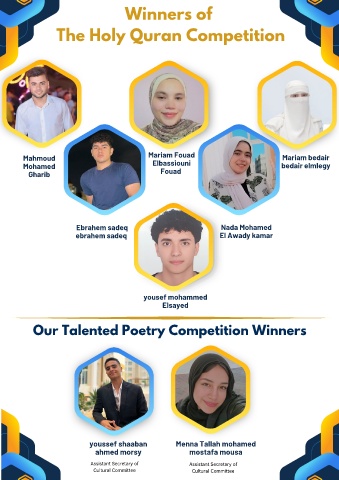 Winners of
The Holy Quran Competition
Mahmoud
Mohamed
Gharib
Mariam Fouad
Elbassiouni
Fouad
Mariam bedair
bedair elmlegy
Ebrahem sadeq
ebrahem sadeq
Nada Mohamed
El Awady kamar
yousef mohammed
Elsayed
Our Talented Poetry Competition Winners
youssef shaaban
ahmed morsy
Assistant Secretary of
Cultural Committee
Menna Tallah mohamed
mostafa mousa
Assistant Secretary of
Cultural Committee